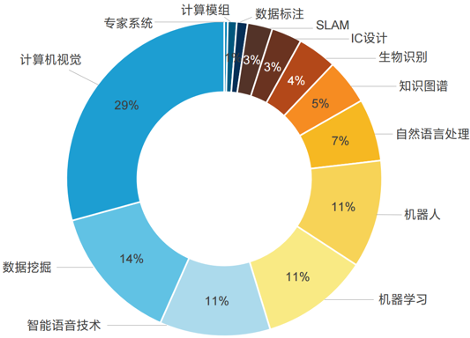 计算模组
专家系统
数据标注
SLAM
IC设计
计算机视觉
生物识别
3%
3%
4%
知识图谱
29%
5%
自然语言处理
7%
11%
机器人
数据挖掘
14%
11%
11%
机器学习
智能语音技术